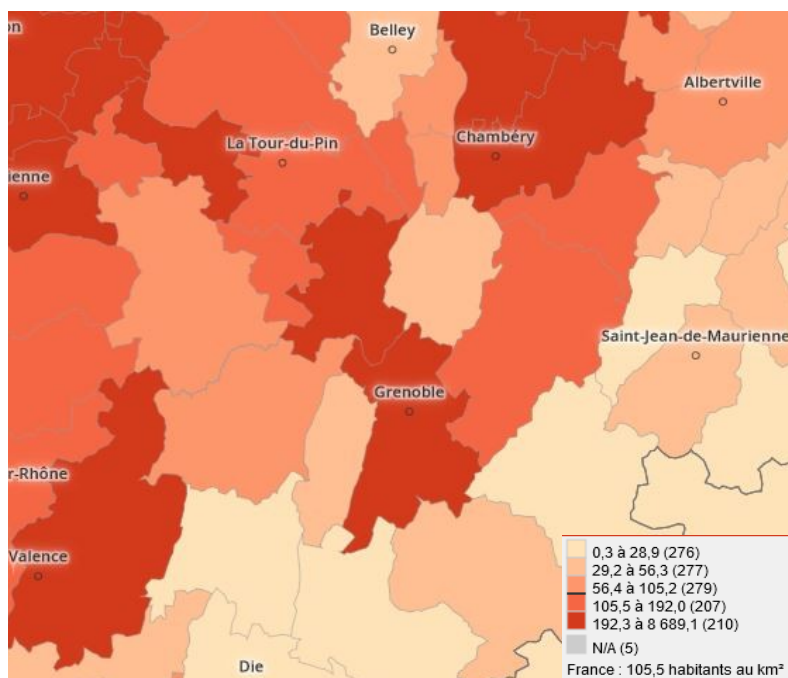 on
Belley
Albertville
La Tour-du-Pin
Chambéry
ienne
Saint-Jean-de-Maurienne
Grenoble
r-Rhône
Valence
Die
0,3 à 28,9 (276)
29,2 à 56,3 (277)
56,4 à 105,2 (279)
105,5 à 192,0 (207)
192,3 à 8 689,1 (210)
N/A (5)
France : 105,5 habitants au km²